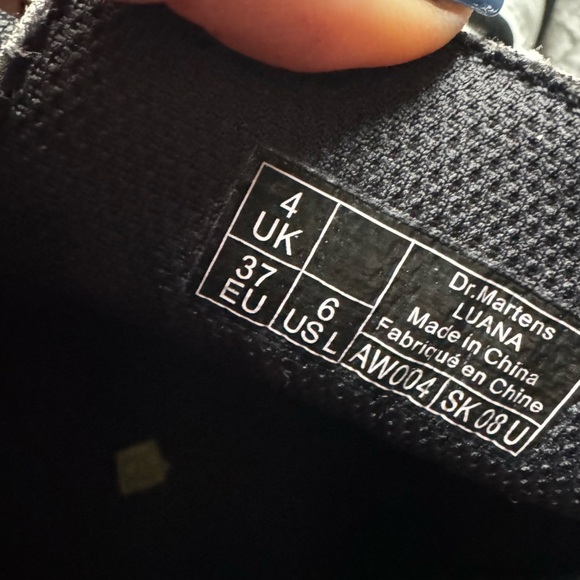 4
UK
37
EU
6
US L
Dr.Martens
LUANA
Made in China
Fabriqué en Chine
AW004
SK 08 U